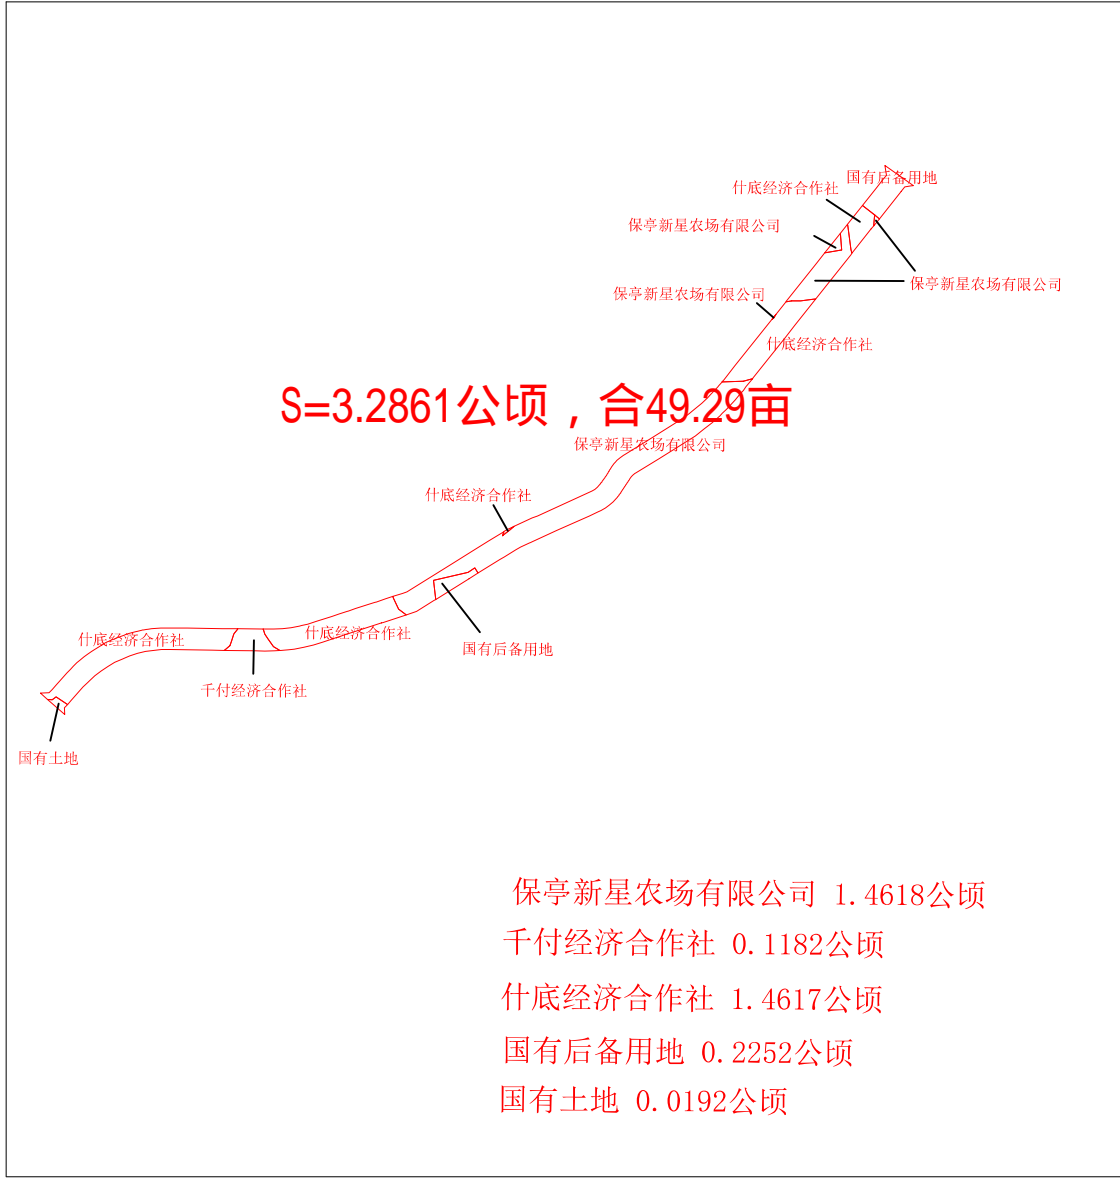 国有后备用地
什底经济合作社
保亭新星农场有限公司
保亭新星农场有限公司
保亭新星农场有限公司
什底经济合作社
S=3.2861公顷，合49.29亩
保亭新星农场有限公司
什底经济合作社
什底经济合作社
什底经济合作社
国有后备用地
千付经济合作社
国有土地
保亭新星农场有限公司 1.4618公顷
千付经济合作社 0.1182公顷
什底经济合作社 1.4617公顷
国有后备用地 0.2252公顷
国有土地 0.0192公顷